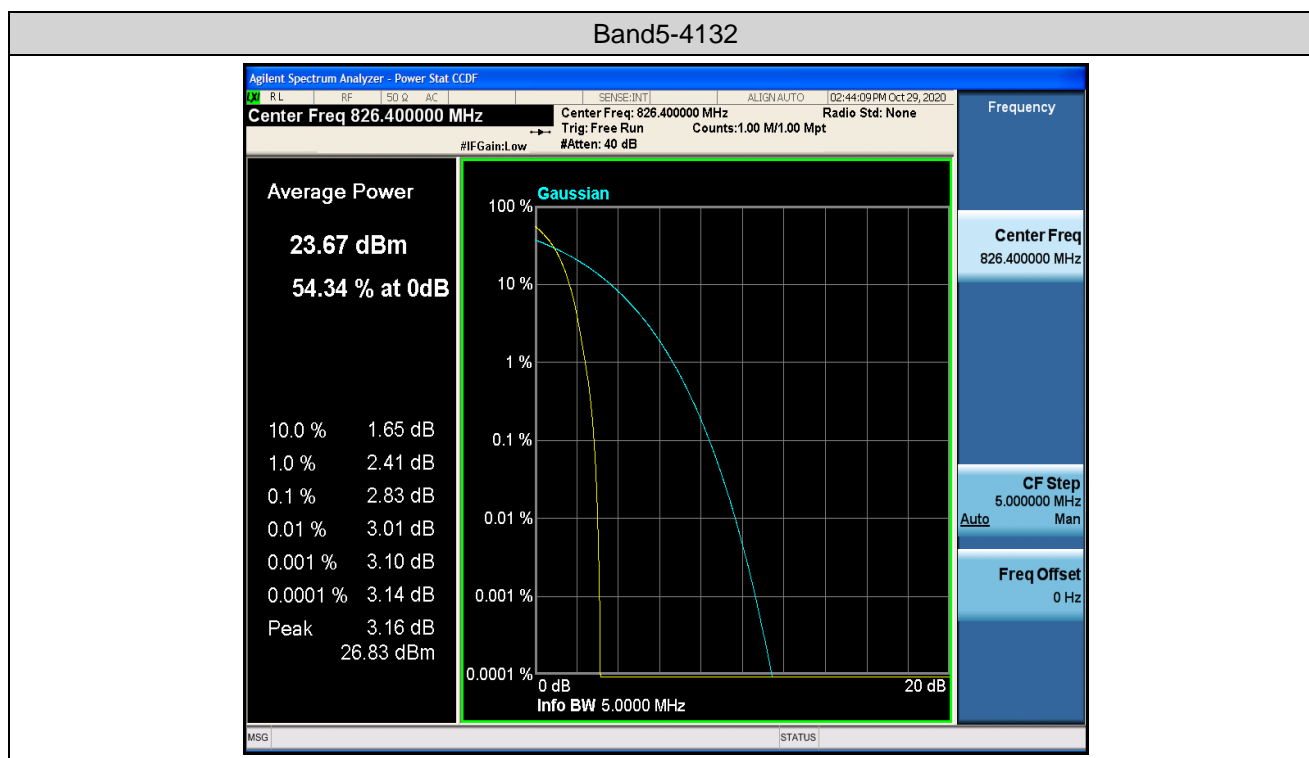 Band5-4132
Agilent Spectrum Analyzer - Power Stat CCDF
LXI RL RF 50 Ω AC SENSE:INT ALIGN AUTO 02:44:09 PM Oct 29, 2020
Center Freq 826.400000 MHz
Center Freq: 826.400000 MHz Radio Std: None
Trig: Free Run Counts:1.00 M/1.00 Mpt
#IFGain:Low #Atten: 40 dB
Average Power
23.67 dBm
54.34 % at 0dB
10.0 % 1.65 dB
1.0 % 2.41 dB
0.1 % 2.83 dB
0.01 % 3.01 dB
0.001 % 3.10 dB
0.0001 % 3.14 dB
Peak 3.16 dB
26.83 dBm
Gaussian
100 %
10 %
1 %
0.1 %
0.01 %
0.001 %
0.0001 %
0 dB 20 dB
Info BW 5.0000 MHz
Frequency
Center Freq
826.400000 MHz
CF Step
5.000000 MHz
Auto Man
Freq Offset
0 Hz
MSG STATUS